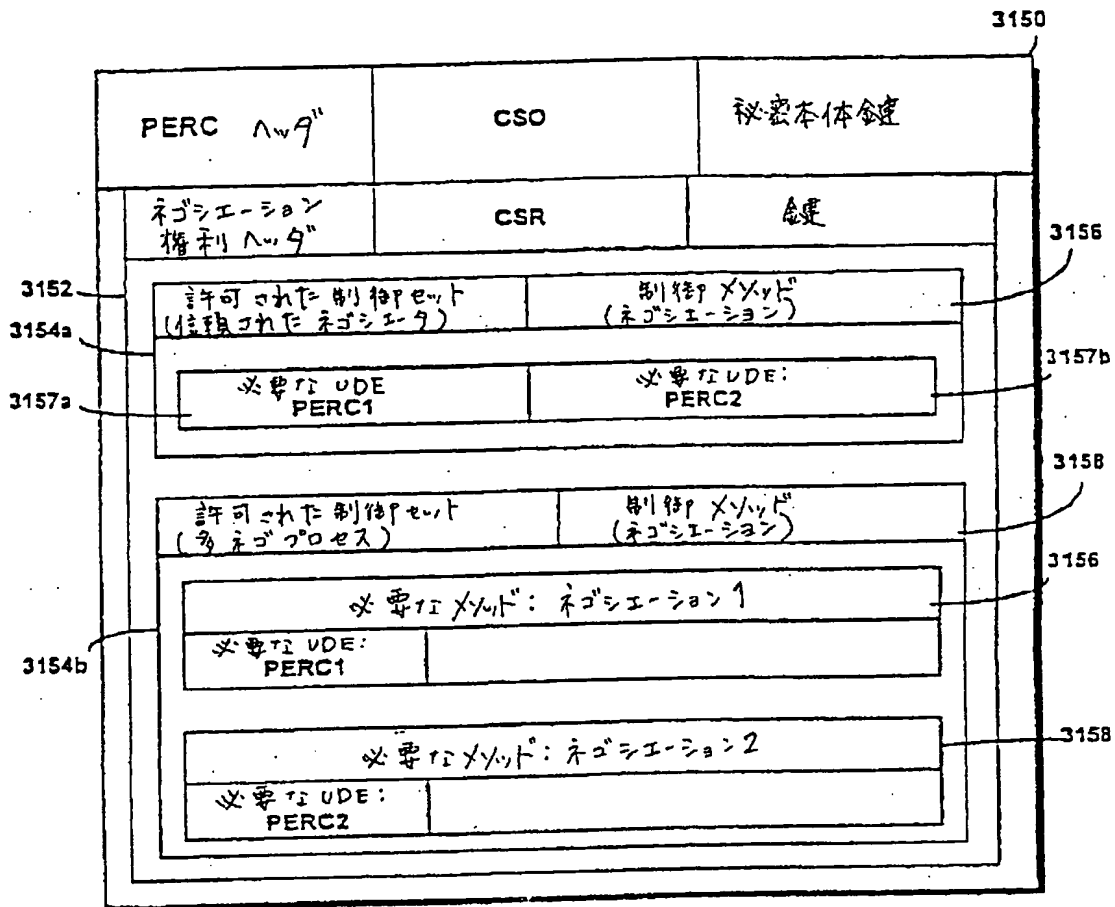 3150
PERC ヘッダ
CS0
秘密本体鍵
ネゴシエーション
権利 ヘッダ
CSR
鍵
3156
3152
許可された制御セット
(信頼されたネゴシエータ)
制御メソッド
(ネゴシエーション)
3154a
3157b
必要なUDE
PERC1
必要なUDE:
PERC2
3157a
3158
許可された制御セット
(多ネゴプロセス)
制御メソッド
(ネゴシエーション)
3156
必要なメソッド: ネゴシエーション1
必要なUDE:
PERC1
3154b
3158
必要なメソッド: ネゴシエーション2
必要なUDE:
PERC2